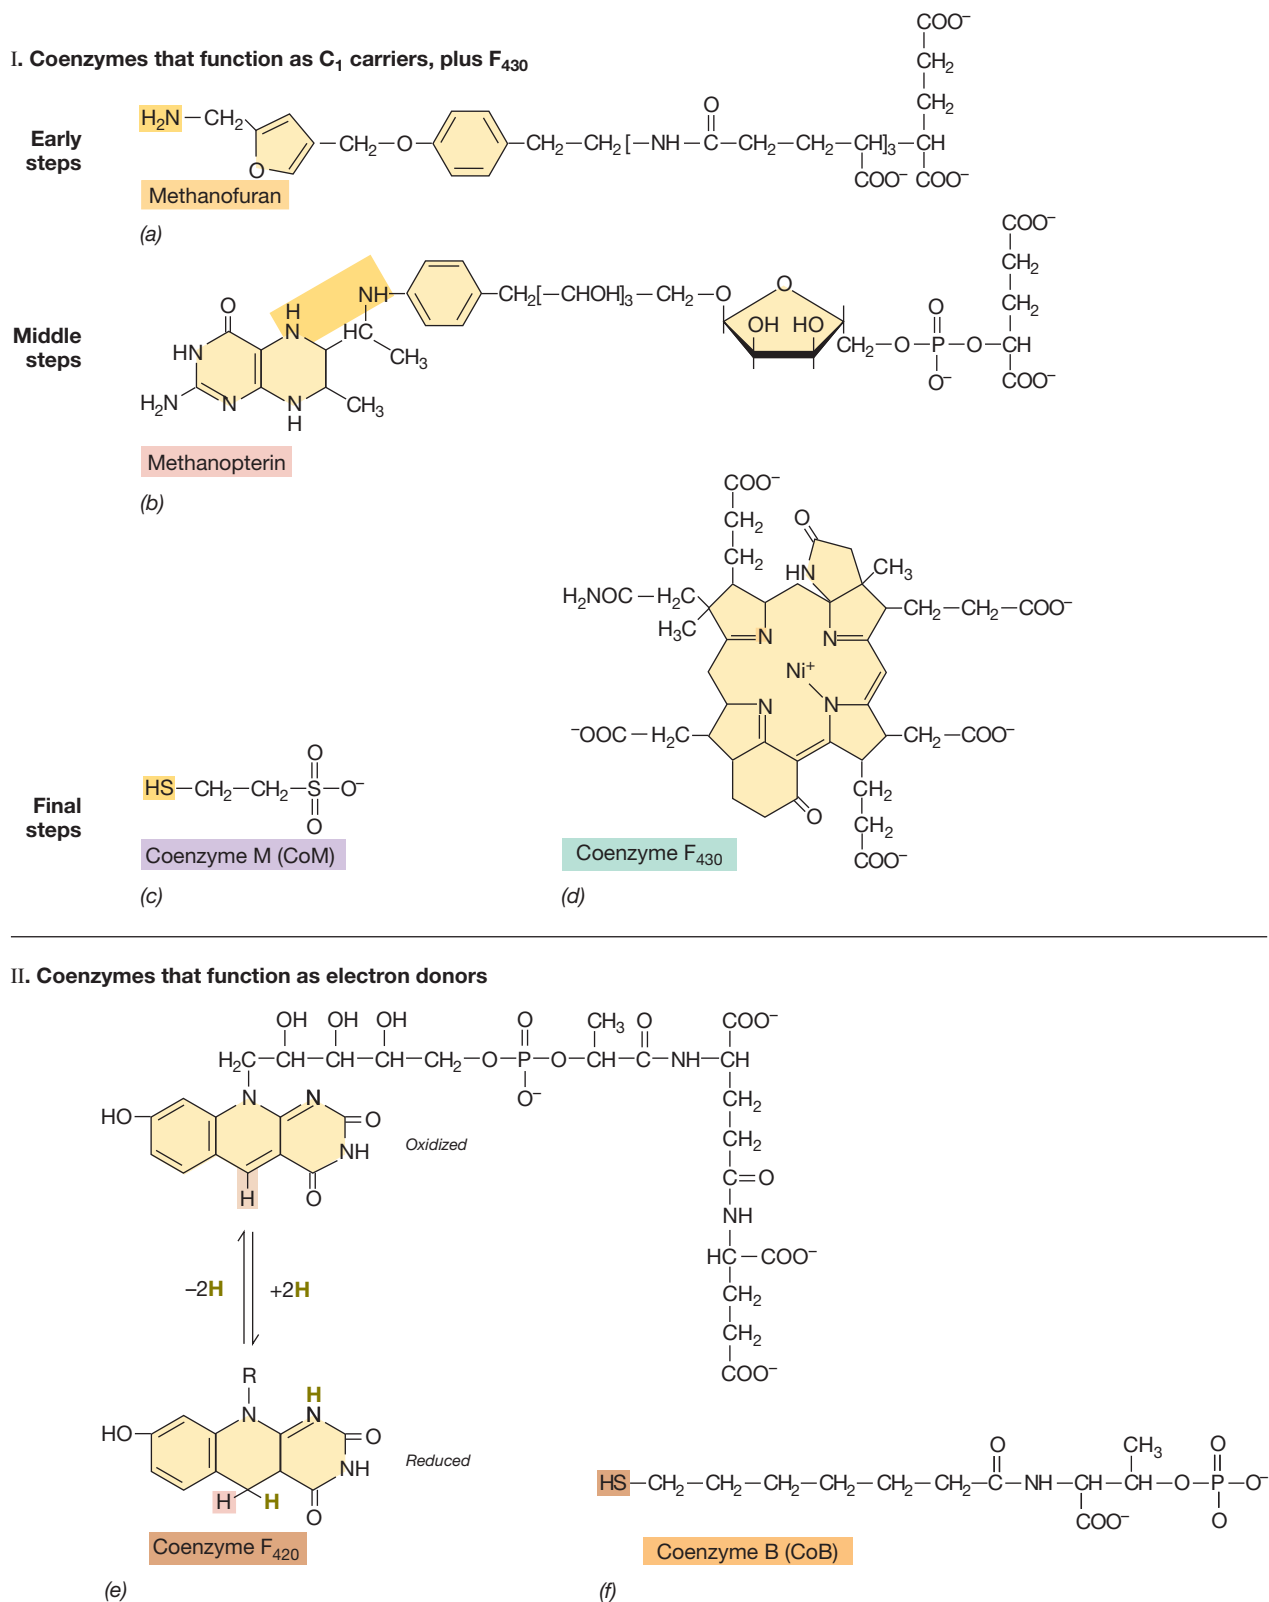 I. Coenzymes that function as C₁ carriers, plus F₄₃₀
Early steps
COO⁻
CH₂
CH₂
H₂N—CH₂
O
CH₂—O
CH₂—CH₂[—NH—C—CH₂—CH₂—CH]₃—CH
O
COO⁻ COO⁻
Methanofuran
(a)
Middle steps
COO⁻
CH₂
CH₂
O
H
N
NH
CH₂[—CHOH]₃—CH₂—O
O
OH HO
CH₂—O—P—O—CH
O
O⁻
COO⁻
HN
HC
CH₃
H₂N
N
N
H
CH₃
Methanopterin
(b)
Final steps
HS—CH₂—CH₂—S—O⁻
O
O
Coenzyme M (CoM)
(c)
COO⁻
CH₂
CH₂
O
HN
CH₃
H₂NOC—H₂C
H₃C
N
N
CH₂—CH₂—COO⁻
Ni⁺
N
N
⁻OOC—H₂C
CH₂—COO⁻
O
CH₂
CH₂
COO⁻
Coenzyme F₄₃₀
(d)
II. Coenzymes that function as electron donors
OH OH OH
O
CH₃ O
COO⁻
H₂C—CH—CH—CH—CH₂—O—P—O—CH—C—NH—CH
O⁻
CH₂
CH₂
C=O
NH
HC—COO⁻
CH₂
CH₂
COO⁻
HO
N
N
O
NH
O
H
Oxidized
–2H
+2H
R
H
HO
N
N
O
NH
O
H H
Reduced
Coenzyme F₄₂₀
(e)
O
CH₃
O
HS—CH₂—CH₂—CH₂—CH₂—CH₂—CH₂—C—NH—CH—CH—O—P—O⁻
COO⁻
O
Coenzyme B (CoB)
(f)